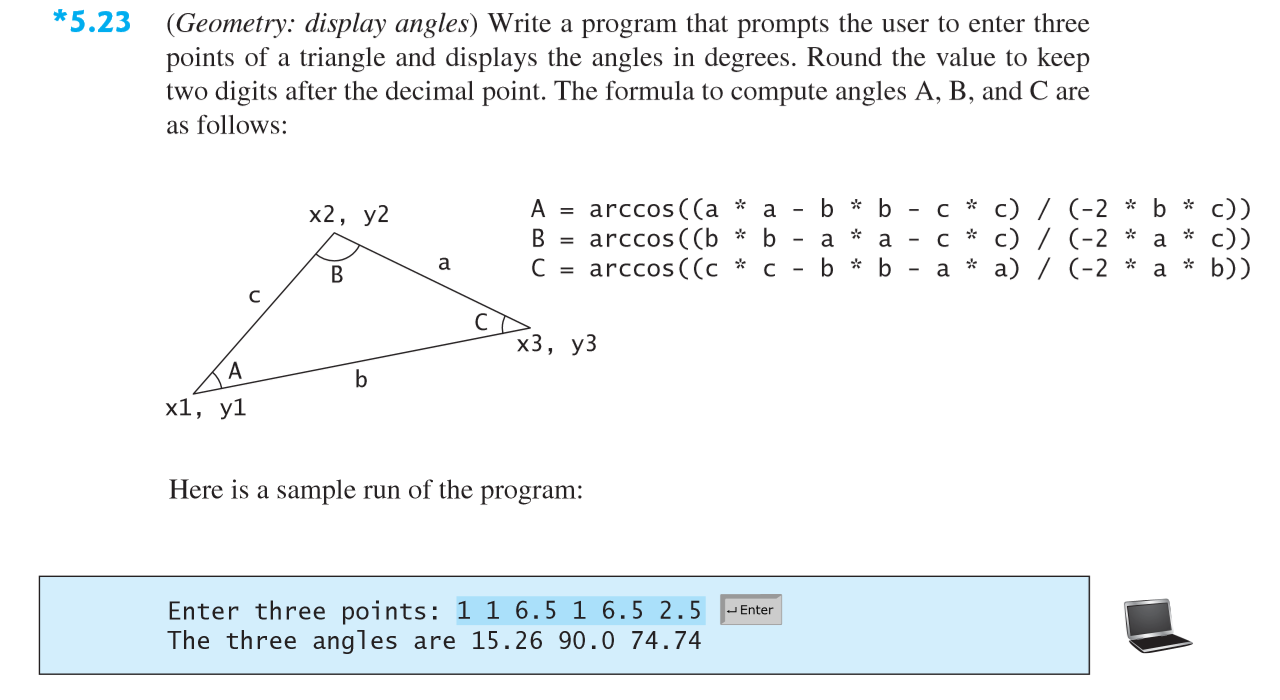 *5.23 (Geometry: display angles) Write a program that prompts the user to enter three
points of a triangle and displays the angles in degrees. Round the value to keep
two digits after the decimal point. The formula to compute angles A, B, and C are
as follows:
x2, y2
A = arccos((a * a - b * b - c * c) / (-2 * b * c))
B = arccos((b * b - a * a - c * c) / (-2 * a * c))
C = arccos((c * c - b * b - a * a) / (-2 * a * b))
B
a
c
C
x3, y3
A
b
x1, y1
Here is a sample run of the program:
Enter three points: 1 1 6.5 1 6.5 2.5 ↵Enter
The three angles are 15.26 90.0 74.74